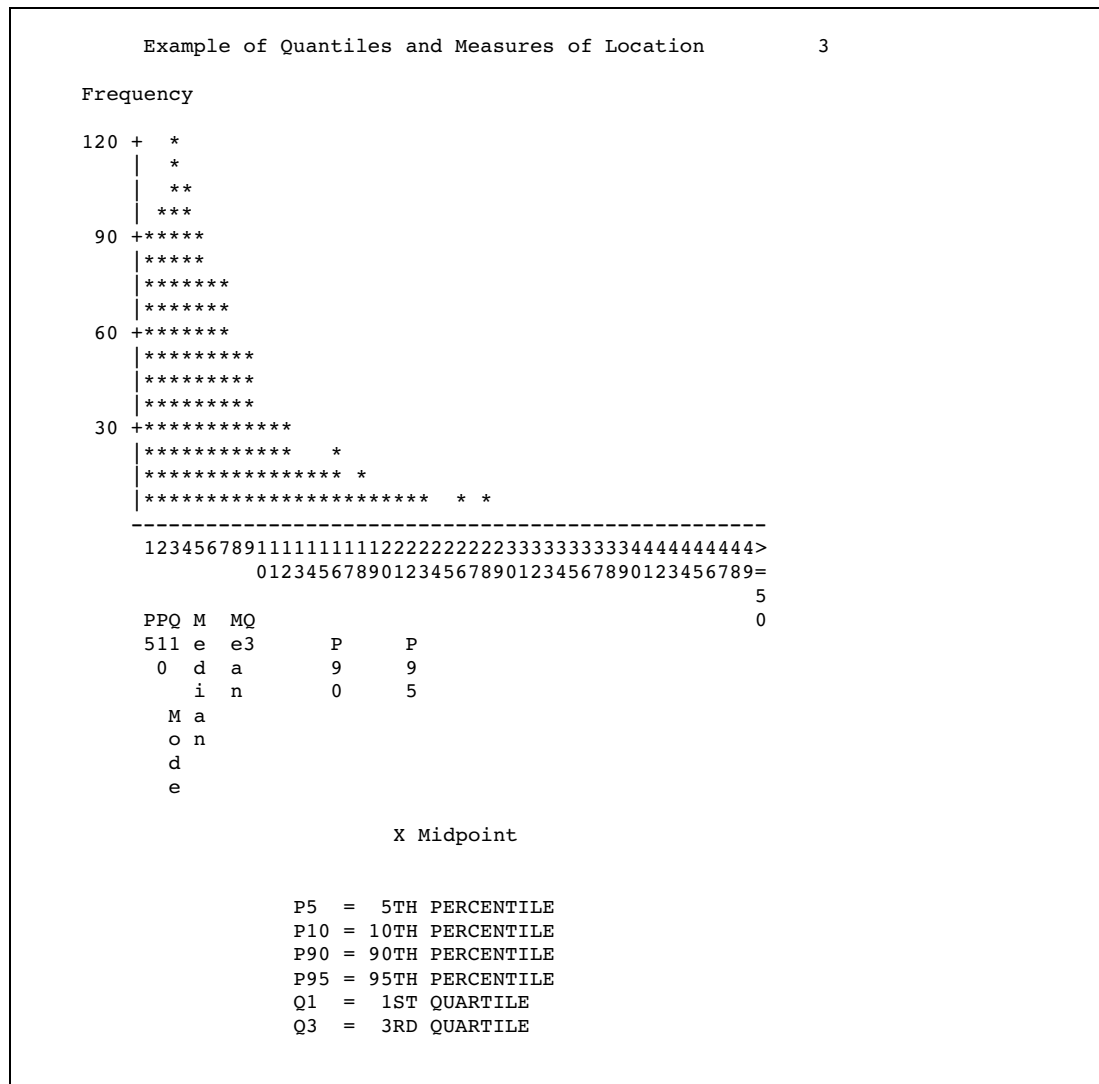 Example of Quantiles and Measures of Location         3

Frequency

120 +  *
    |  *
    |  **
    | ***
 90 +*****
    |*****
    |*******
    |*******
 60 +*******
    |*********
    |*********
    |*********
 30 +************
    |************   *
    |**************** *
    |***********************  * *
    ---------------------------------------------------
     12345678911111111112222222222333333333344444444444>
              0123456789012345678901234567890123456789=
                                                      5
     PPQ M  MQ                                        0
     511 e  e3      P     P
      0  d  a       9     9
         i  n       0     5
       M a
       o n
       d
       e

                         X Midpoint

                 P5  =  5TH PERCENTILE
                 P10 = 10TH PERCENTILE
                 P90 = 90TH PERCENTILE
                 P95 = 95TH PERCENTILE
                 Q1  =  1ST QUARTILE
                 Q3  =  3RD QUARTILE